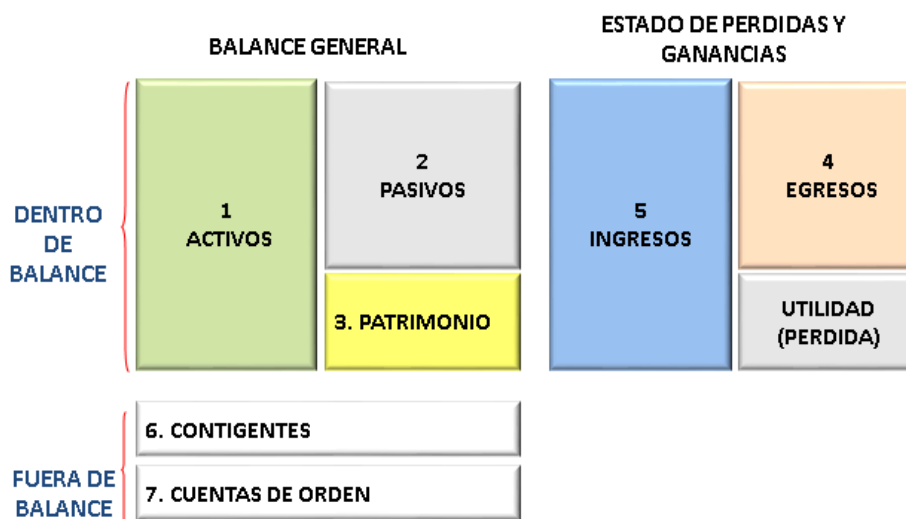 BALANCE GENERAL
ESTADO DE PERDIDAS Y
GANANCIAS
DENTRO
DE
BALANCE
1
ACTIVOS
2
PASIVOS
3. PATRIMONIO
5
INGRESOS
4
EGRESOS
UTILIDAD
(PERDIDA)
FUERA DE
BALANCE
6. CONTIGENTES
7. CUENTAS DE ORDEN